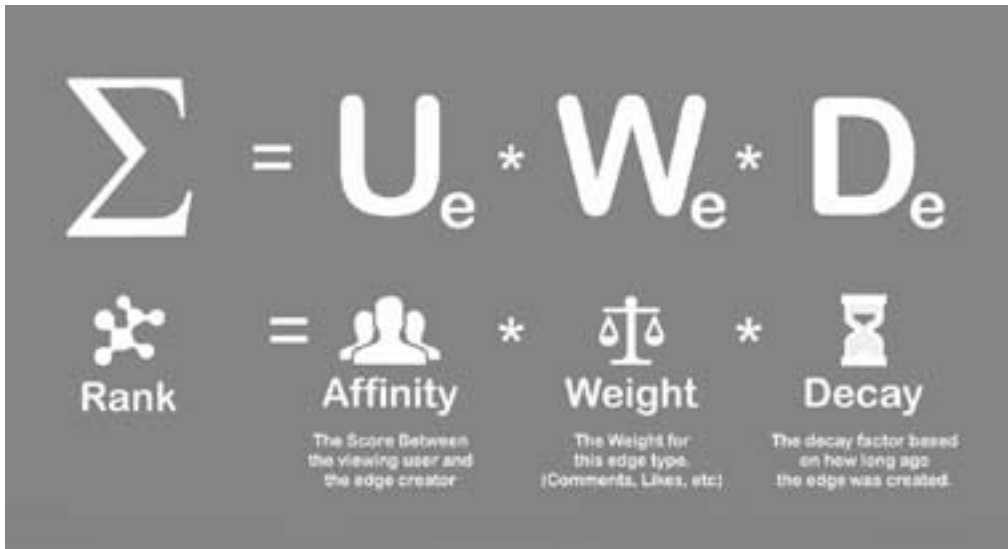 Σ = Ue * We * De
Rank = Affinity * Weight * Decay
The Score Between
the viewing user and
the edge creator
The Weight for
this edge type.
(Comments, Likes, etc)
The decay factor based
on how long ago
the edge was created.